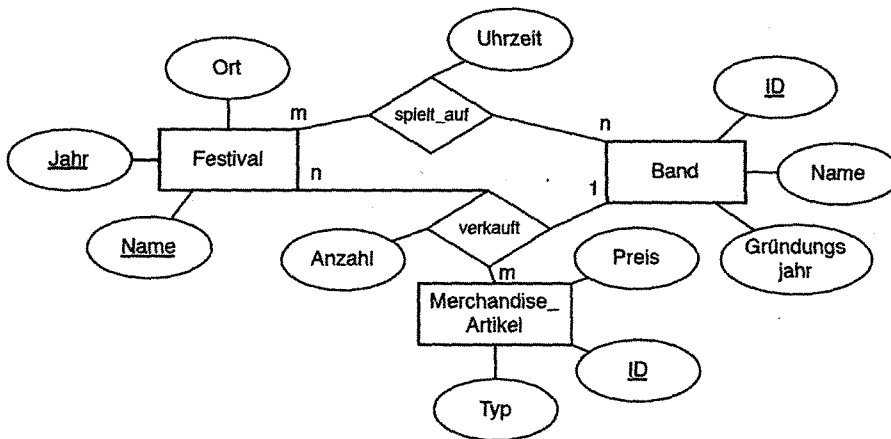 Uhrzeit
Ort
ID
m
spielt_auf
n
Jahr
Festival
Band
Name
n
1
Name
verkauft
Anzahl
Preis
Gründungs
jahr
m
Merchandise_
Artikel
ID
Typ